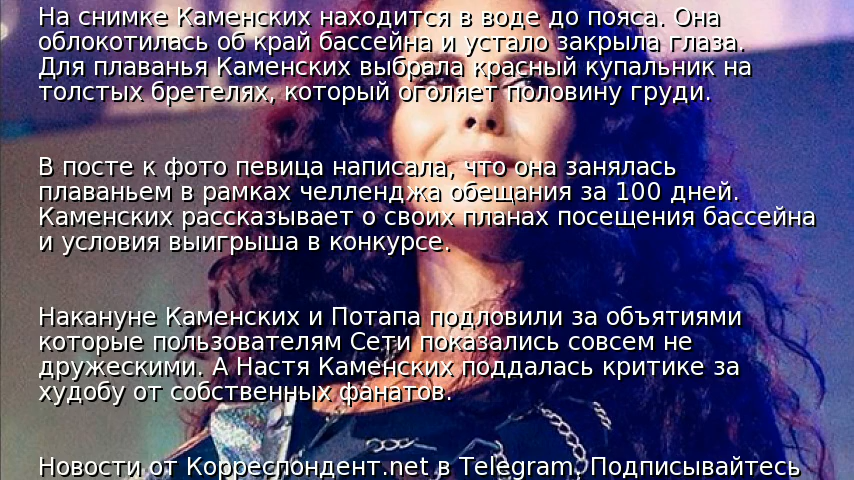 На снимке Каменских находится в воде до пояса. Она
облокотилась об край бассейна и устало закрыла глаза.
Для плаванья Каменских выбрала красный купальник на
толстых бретелях, который оголяет половину груди.
В посте к фото певица написала, что она занялась
плаваньем в рамках челленджа обещания за 100 дней.
Каменских рассказывает о своих планах посещения бассейна
и условия выигрыша в конкурсе.
Накануне Каменских и Потапа подловили за объятиями
которые пользователям Сети показались совсем не
дружескими. А Настя Каменских поддалась критике за
худобу от собственных фанатов.
Новости от Корреспондент.net в Telegram. Подписывайтесь